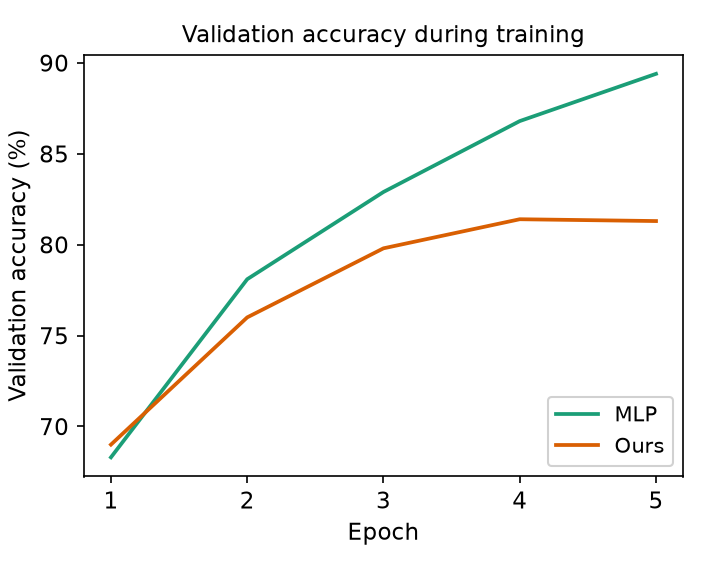 Validation accuracy during training
Validation accuracy (%)
90
85
80
75
70
1 2 3 4 5
Epoch
MLP
Ours